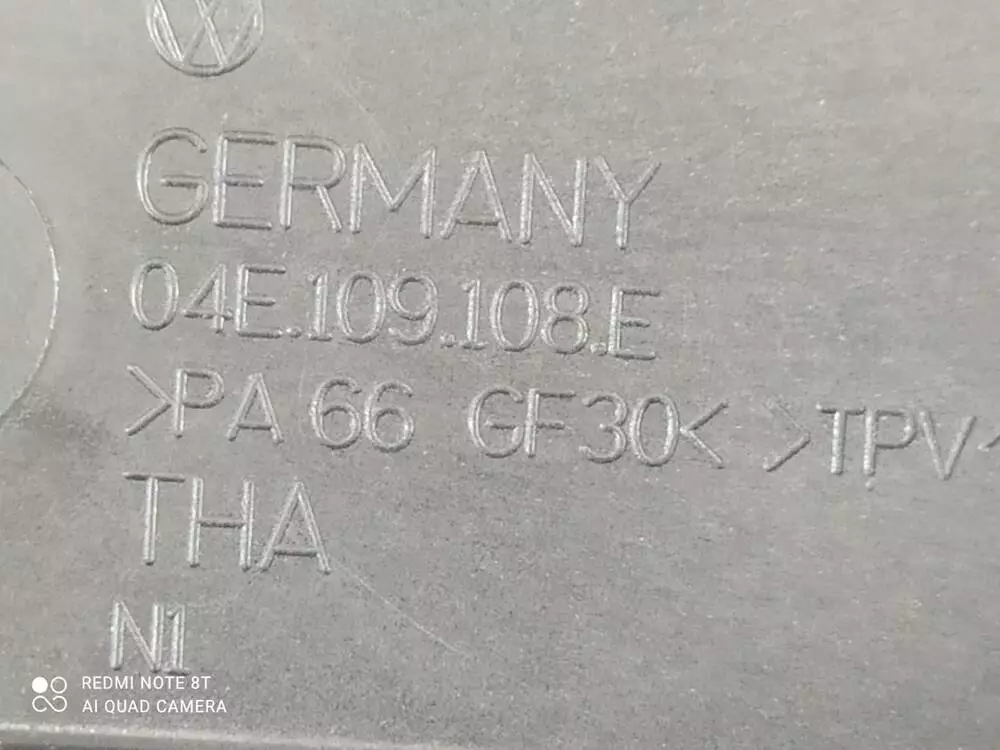 GERMANY
04E.109.108.E
>PA 66 GF30< >TPV<
THA
N1
REDMI NOTE 8T
AI QUAD CAMERA